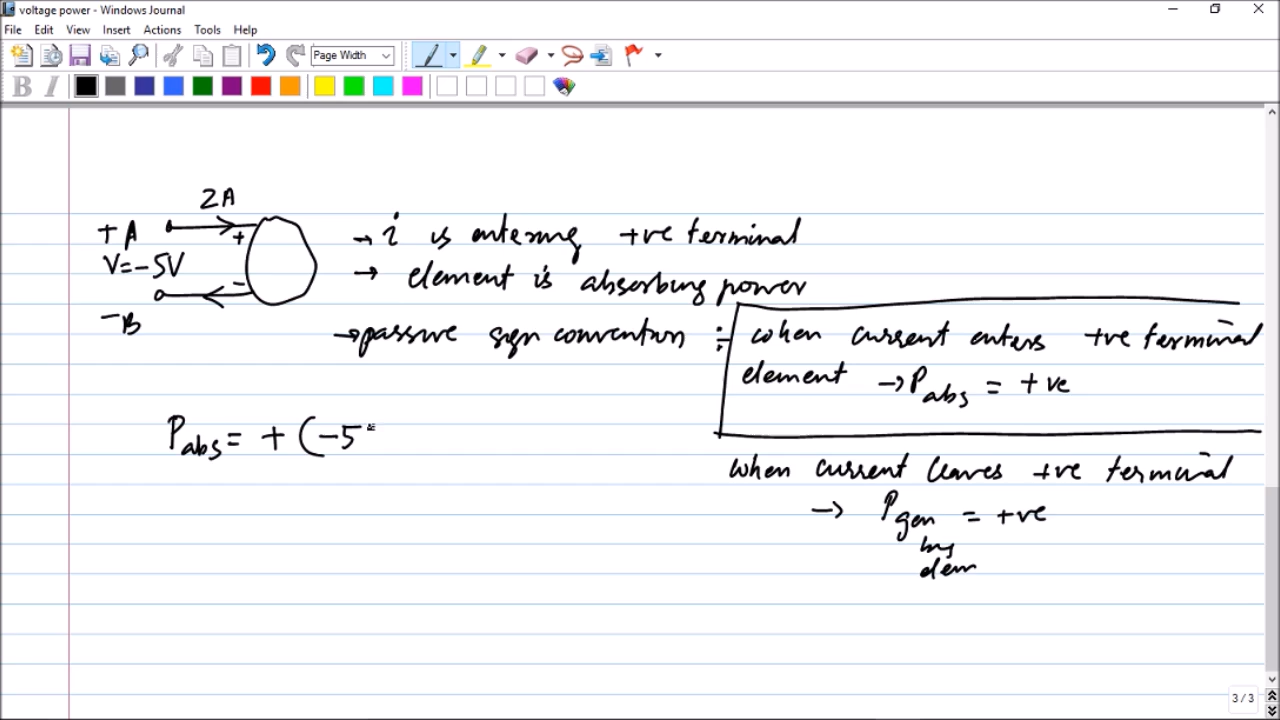 voltage power - Windows Journal
File Edit View Insert Actions Tools Help
Page Width
B I
2A
+ A
+
V=-5V
-
- B
→ i is entering +ve terminal
→ element is absorbing power
→ passive sign convention :- when current enters +ve terminal
element → Pabs = +ve
Pabs = + (-5
when current leaves +ve terminal
→ Pgen = +ve
3 / 3